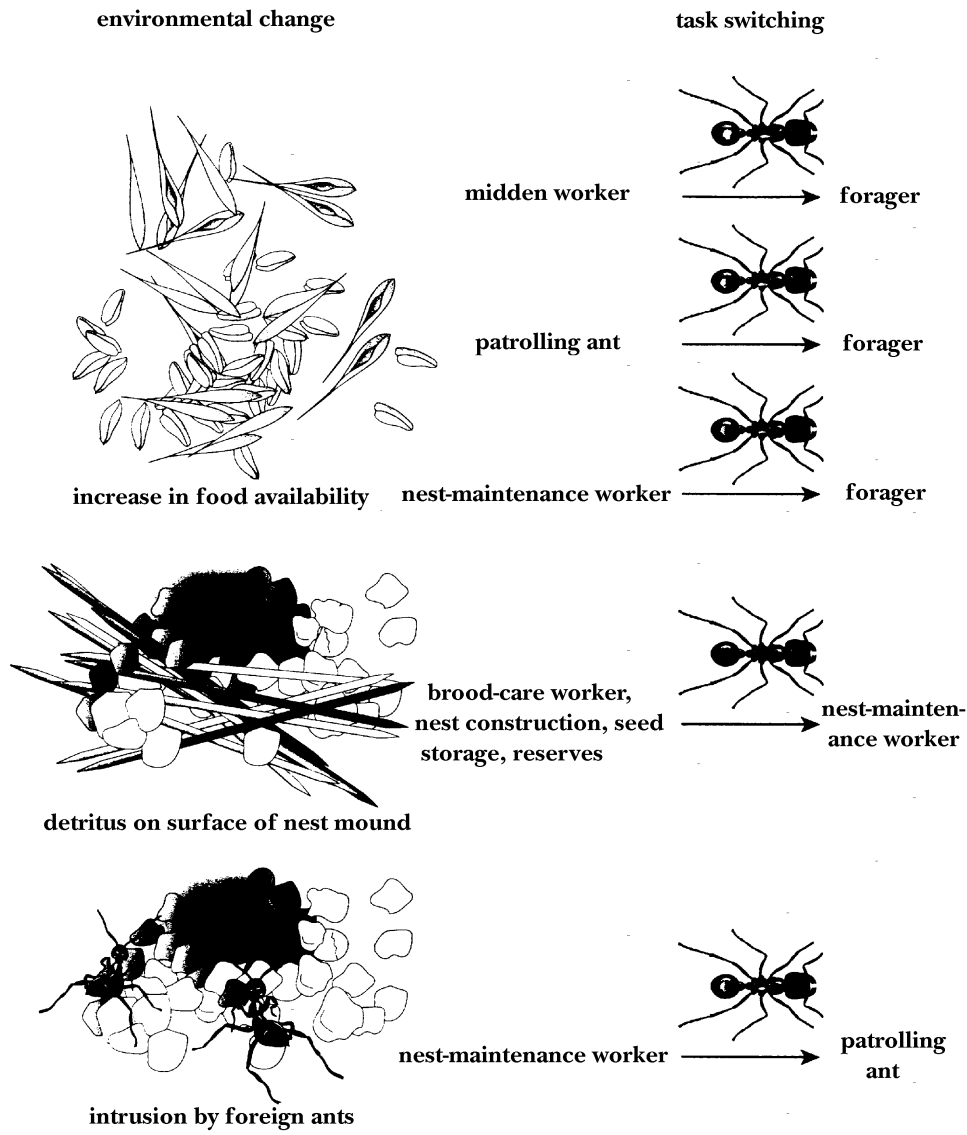 environmental change
task switching
midden worker
forager
patrolling ant
forager
increase in food availability
nest-maintenance worker
forager
brood-care worker,
nest construction, seed
storage, reserves
nest-mainten-
ance worker
detritus on surface of nest mound
nest-maintenance worker
patrolling
ant
intrusion by foreign ants